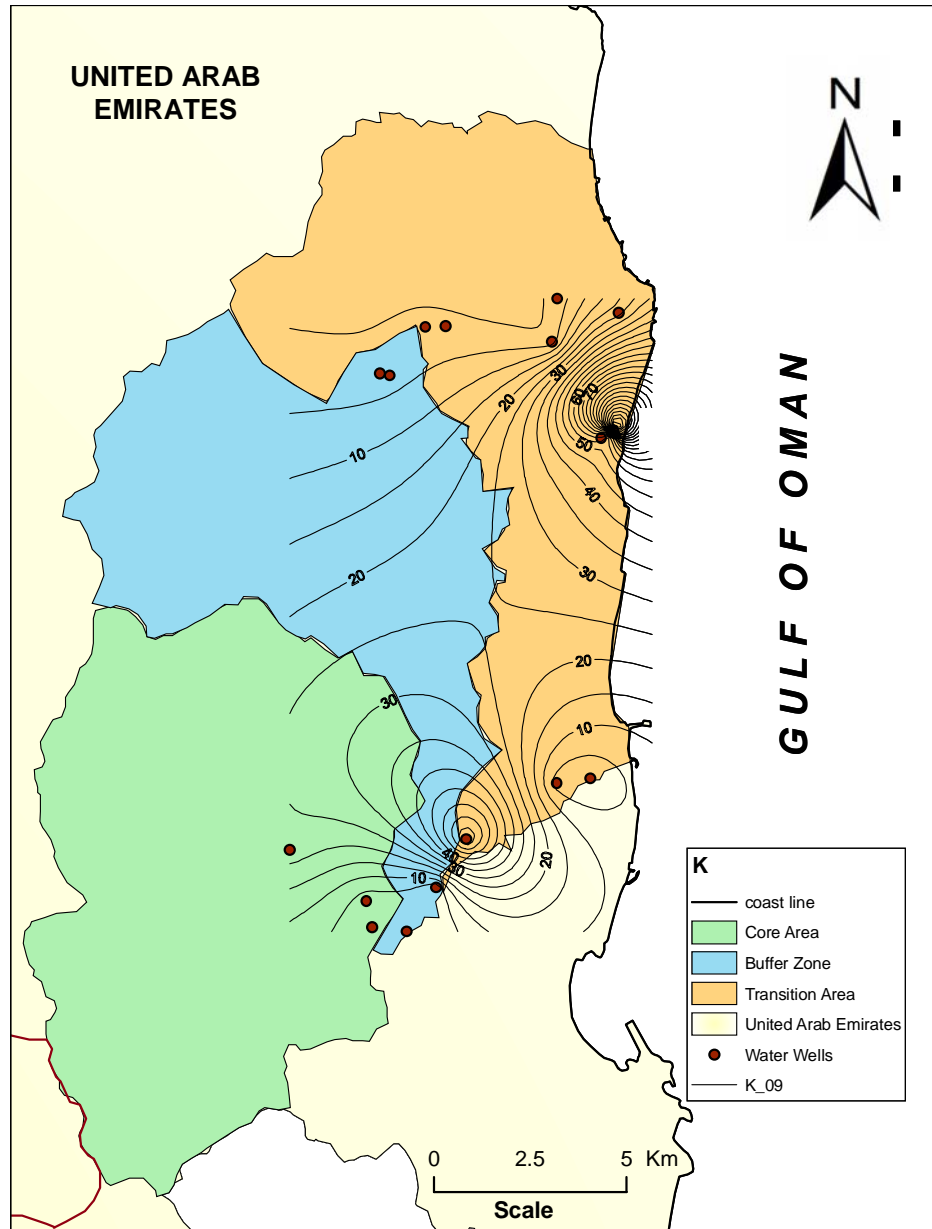 UNITED ARAB
EMIRATES
N
GULF OF OMAN
30
20
60
70
10
50
40
20
30
20
30
10
40
20
10
K
coast line
Core Area
Buffer Zone
Transition Area
United Arab Emirates
Water Wells
K_09
0 2.5 5 Km
Scale